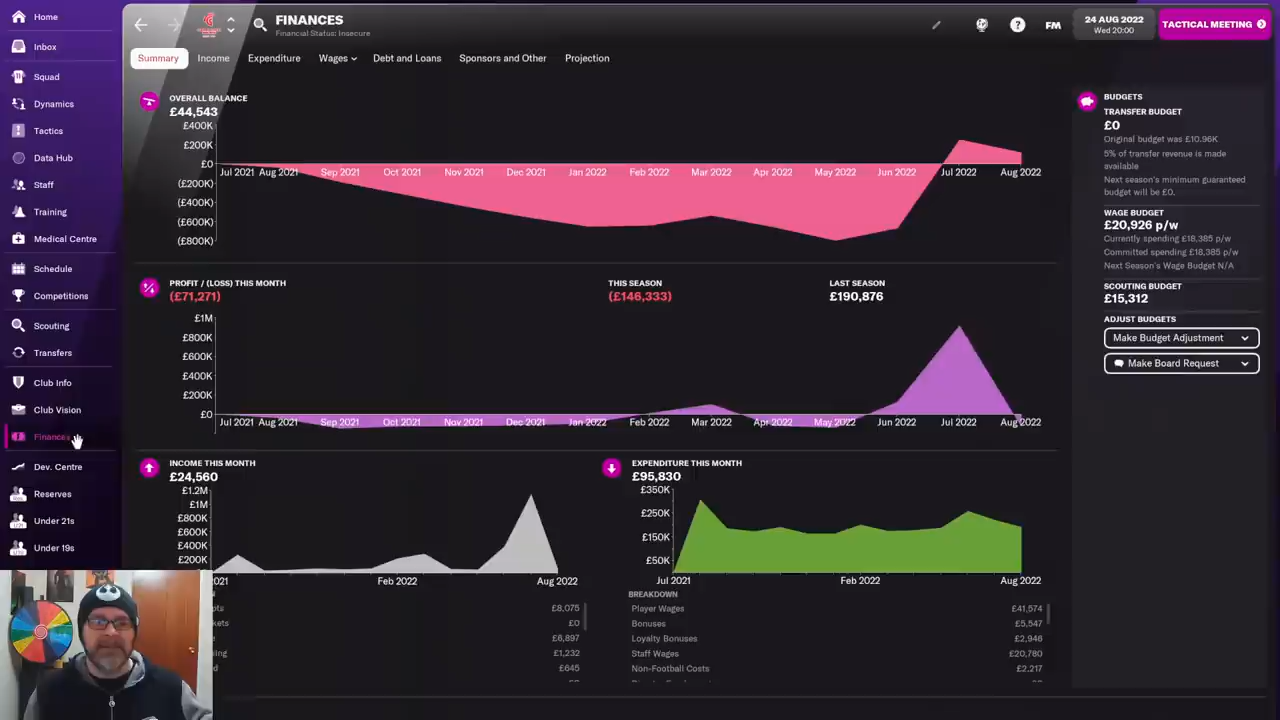 Home
Inbox
Squad
Dynamics
Tactics
Data Hub
Staff
Training
Medical Centre
Schedule
Competitions
Scouting
Transfers
Club Info
Club Vision
Finances
Dev. Centre
Reserves
Under 21s
Under 19s
FINANCES
Financial Status: Insecure
FM
24 AUG 2022
Wed 20:00
TACTICAL MEETING
Summary Income Expenditure Wages Debt and Loans Sponsors and Other Projection
OVERALL BALANCE
£44,543
£400K
£200K
£0
(£200K)
(£400K)
(£600K)
(£800K)
Jul 2021 Aug 2021 Sep 2021 Oct 2021 Nov 2021 Dec 2021 Jan 2022 Feb 2022 Mar 2022 Apr 2022 May 2022 Jun 2022 Jul 2022 Aug 2022
PROFIT / (LOSS) THIS MONTH
(£71,271)
THIS SEASON
(£146,333)
LAST SEASON
£190,876
£1M
£800K
£600K
£400K
£200K
£0
Jul 2021 Aug 2021 Sep 2021 Oct 2021 Nov 2021 Dec 2021 Jan 2022 Feb 2022 Mar 2022 Apr 2022 May 2022 Jun 2022 Jul 2022 Aug 2022
INCOME THIS MONTH
£24,560
£1.2M
£1M
£800K
£600K
£400K
£200K
Feb 2022 Aug 2022
£8,075
£0
£6,897
£1,232
£645
EXPENDITURE THIS MONTH
£95,830
£350K
£250K
£150K
£50K
Jul 2021 Feb 2022 Aug 2022
BREAKDOWN
Player Wages £41,574
Bonuses £5,547
Loyalty Bonuses £2,946
Staff Wages £20,780
Non-Football Costs £2,217
BUDGETS
TRANSFER BUDGET
£0
Original budget was £10.96K
5% of transfer revenue is made
available
Next season's minimum guaranteed
budget will be £0.
WAGE BUDGET
£20,926 p/w
Currently spending £18,385 p/w
Committed spending £18,385 p/w
Next Season's Wage Budget N/A
SCOUTING BUDGET
£15,312
ADJUST BUDGETS
Make Budget Adjustment
Make Board Request